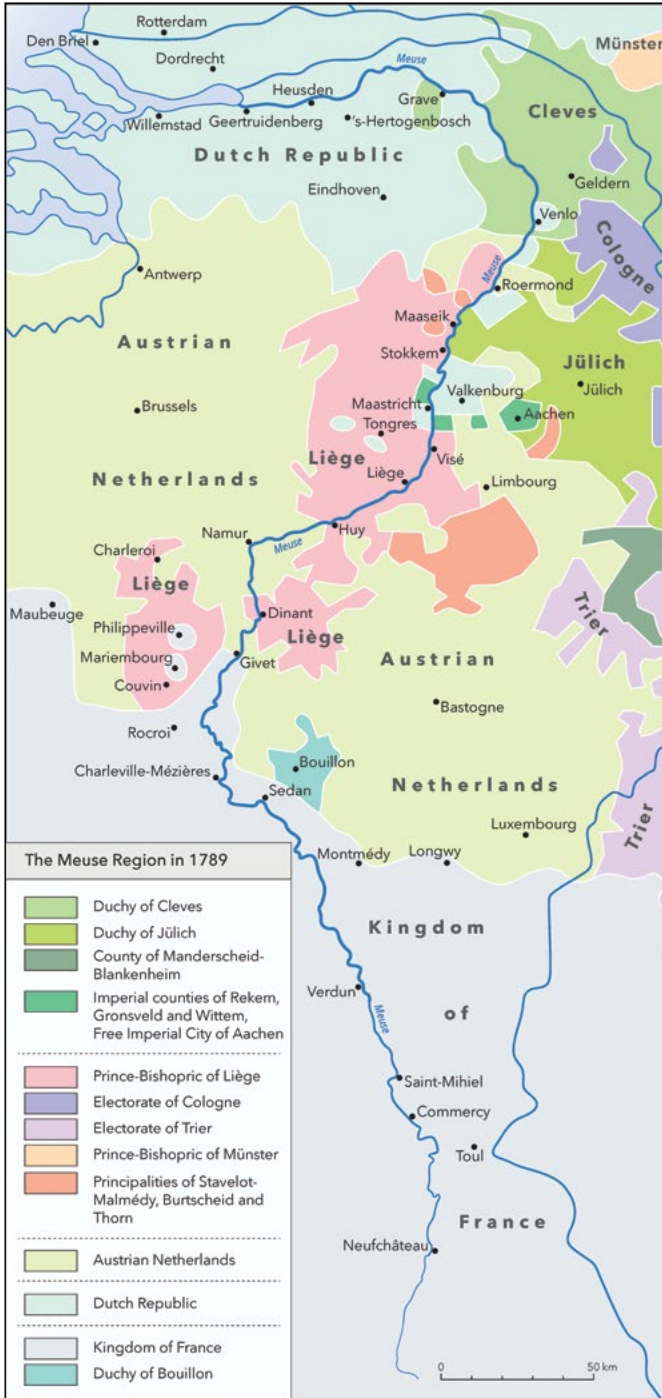 Rotterdam
Den Briel
Dordrecht
Meuse
Münster
Heusden
Grave
Cleves
Willemstad
Geertruidenberg
's-Hertogenbosch
Dutch Republic
Geldern
Eindhoven
Venlo
Cologne
Antwerp
Meuse
Roermond
Austrian
Maaseik
Stokkem
Jülich
Jülich
Valkenburg
Maastricht
Brussels
Aachen
Tongres
Liège
Visé
Netherlands
Liège
Limbourg
Huy
Namur
Meuse
Charleroi
Liège
Trier
Maubeuge
Dinant
Philippeville
Liège
Givet
Mariembourg
Austrian
Couvin
Bastogne
Rocroi
Bouillon
Charleville-Mézières
Netherlands
Sedan
Luxembourg
Trier
Montmédy
Longwy
Kingdom
Verdun
Meuse
of
Saint-Mihiel
Commercy
Toul
France
Neufchâteau
0
50 km
The Meuse Region in 1789
Duchy of Cleves
Duchy of Jülich
County of Manderscheid-
Blankenheim
Imperial counties of Rekem,
Gronsveld and Wittem,
Free Imperial City of Aachen
Prince-Bishopric of Liège
Electorate of Cologne
Electorate of Trier
Prince-Bishopric of Münster
Principalities of Stavelot-
Malmédy, Burtscheid and
Thorn
Austrian Netherlands
Dutch Republic
Kingdom of France
Duchy of Bouillon